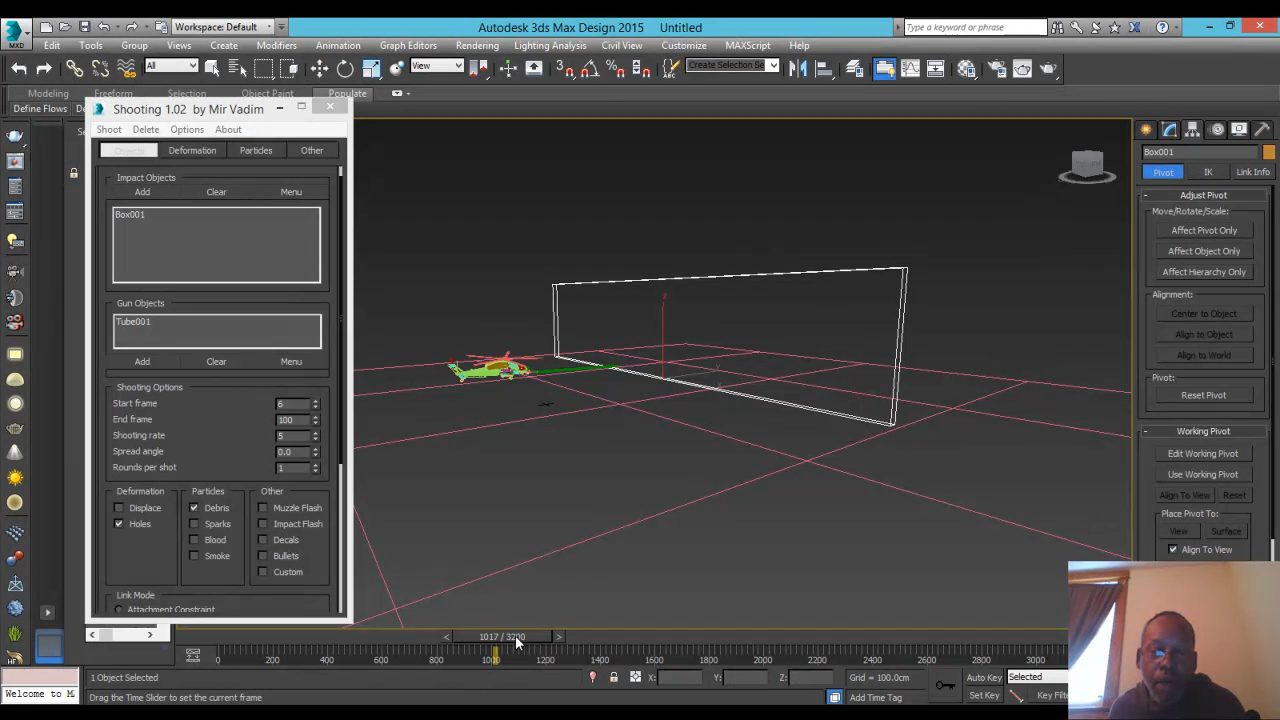 Workspace: Default
Autodesk 3ds Max Design 2015 Untitled
Type a keyword or phrase
MXD
Edit Tools Group Views Create Modifiers Animation Graph Editors Rendering Lighting Analysis Civil View Customize MAXScript Help
All
View
Create Selection Se
Modeling Freeform Selection Object Paint Populate
Define Flows
Shooting 1.02 by Mir Vadim
Shoot Delete Options About
Objects Deformation Particles Other
Impact Objects
Add Clear Menu
Box001
Gun Objects
Tube001
Add Clear Menu
Shooting Options
Start frame 6
End frame 100
Shooting rate 5
Spread angle 0.0
Rounds per shot 1
Deformation Particles Other
Displace Debris Muzzle Flash
Holes Sparks Impact Flash
Blood Decals
Smoke Bullets
Custom
Link Mode
Attachment Constraint
Box001
Pivot IK Link Info
Adjust Pivot
Move/Rotate/Scale:
Affect Pivot Only
Affect Object Only
Affect Hierarchy Only
Alignment:
Center to Object
Align to Object
Align to World
Pivot:
Reset Pivot
Working Pivot
Edit Working Pivot
Use Working Pivot
Align To View Reset
Place Pivot To:
View Surface
Align To View
< 1017 / 3200 >
0 200 400 600 800 1000 1200 1400 1600 1800 2000 2200 2400 2600 2800 3000
1 Object Selected X: Y: Z: Grid = 100.0cm Auto Key Selected
Welcome to M
Drag the Time Slider to set the current frame Add Time Tag Set Key Key Filt